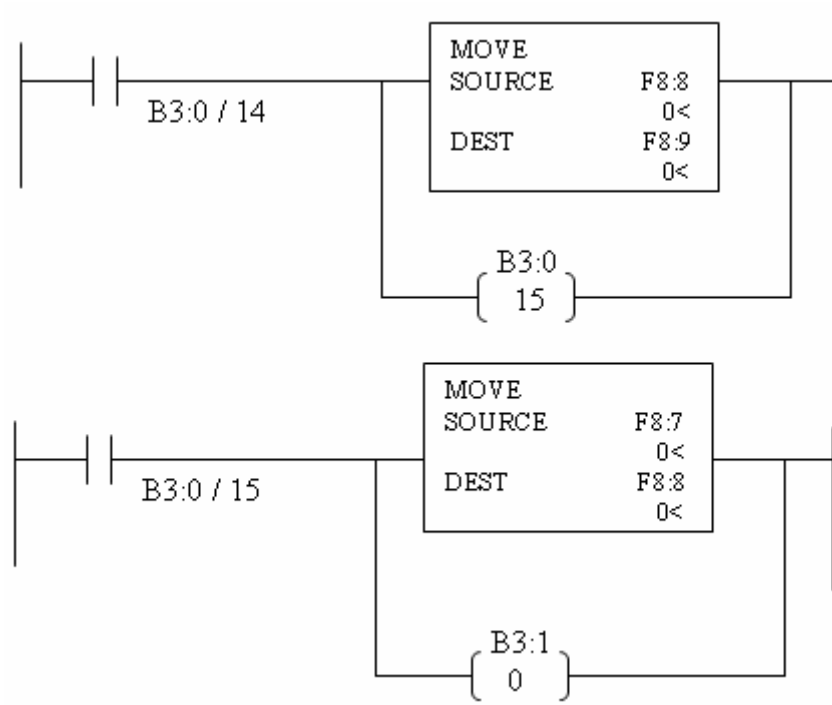 MOVE
SOURCE F8:8
0<
DEST F8:9
0<
B3:0 / 14
B3:0
15
MOVE
SOURCE F8:7
0<
DEST F8:8
0<
B3:0 / 15
B3:1
0